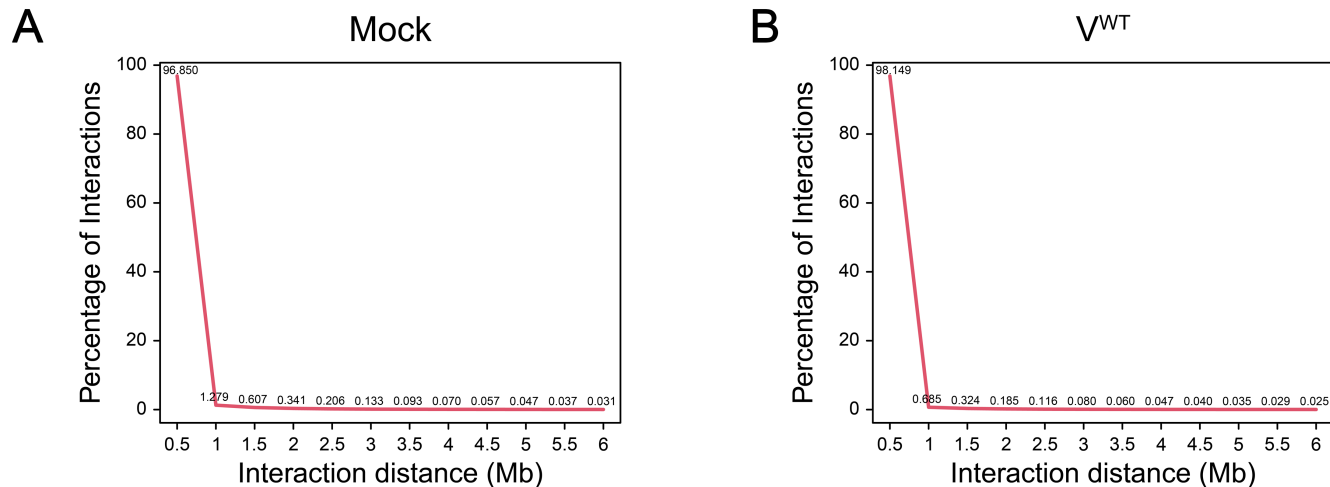 A
Mock
Percentage of Interactions
100
80
60
40
20
0
96.850
1.279 0.607 0.341 0.206 0.133 0.093 0.070 0.057 0.047 0.037 0.031
0.5 1 1.5 2 2.5 3 3.5 4 4.5 5 5.5 6
Interaction distance (Mb)
B
V^WT
Percentage of Interactions
100
80
60
40
20
0
98.149
0.685 0.324 0.185 0.116 0.080 0.060 0.047 0.040 0.035 0.029 0.025
0.5 1 1.5 2 2.5 3 3.5 4 4.5 5 5.5 6
Interaction distance (Mb)